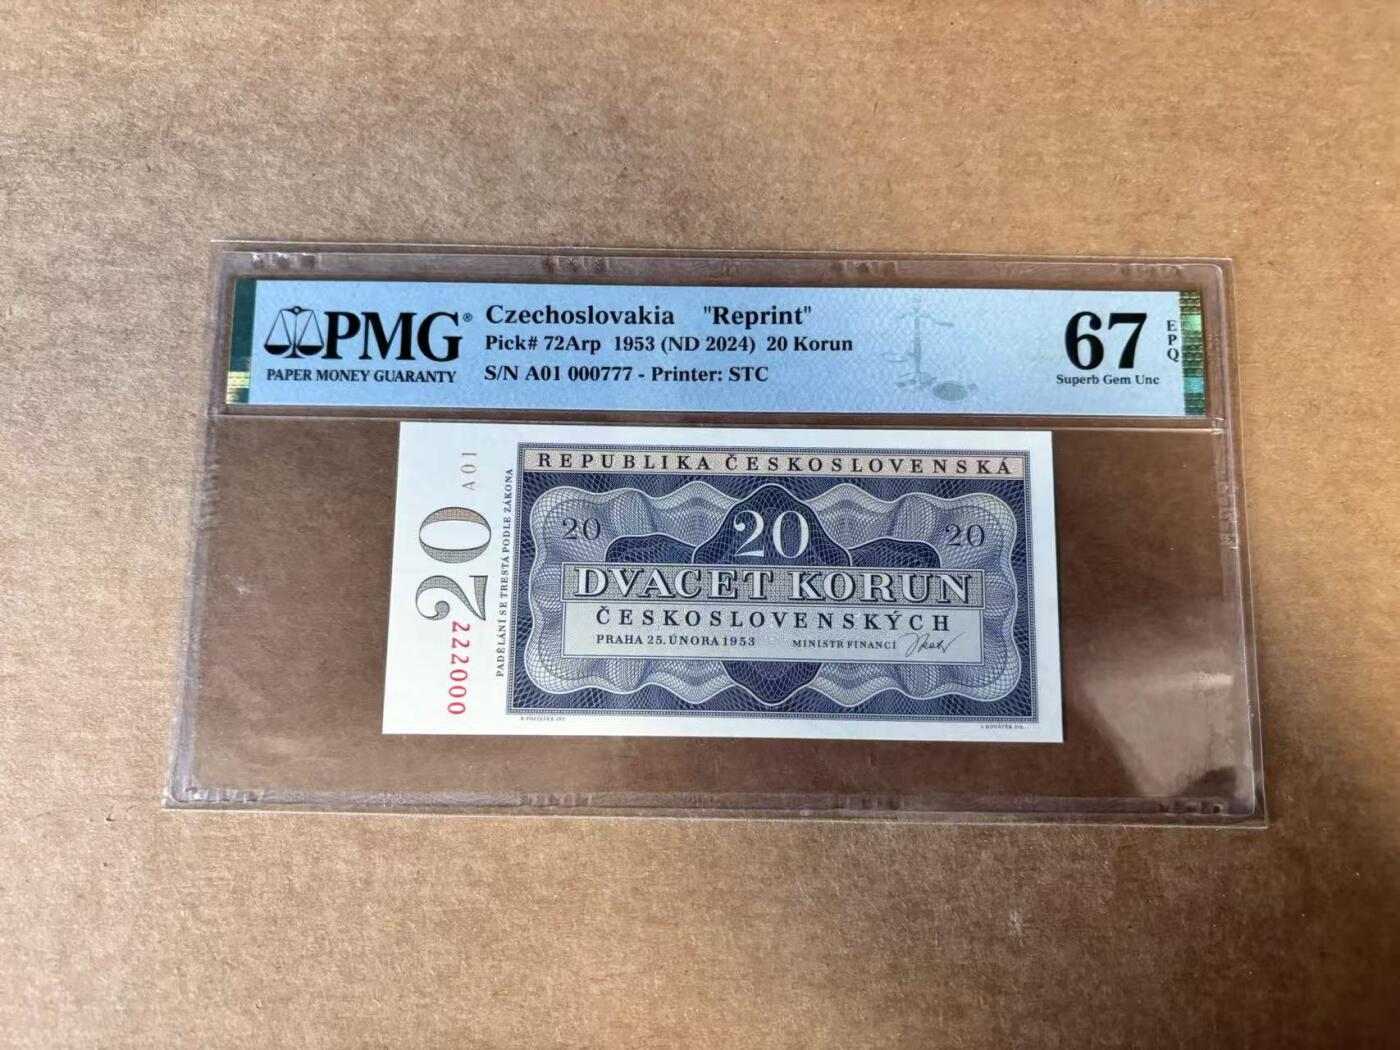 PMG®
PAPER MONEY GUARANTY
Czechoslovakia "Reprint"
Pick# 72Arp 1953 (ND 2024) 20 Korun
S/N A01 000777 - Printer: STC
67
EPQ
Superb Gem Unc
20
A01
000777
PADĚLÁNÍ SE TRESTÁ PODLE ZÁKONA
REPUBLIKA ČESKOSLOVENSKÁ
20 20 20
DVACET KORUN
ČESKOSLOVENSKÝCH
PRAHA 25. ÚNORA 1953 MINISTR FINANCÍ